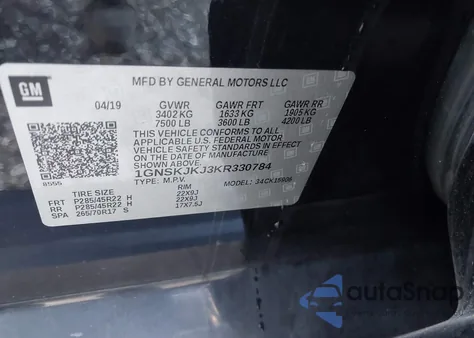 GM
MFD BY GENERAL MOTORS LLC
04/19 GVWR GAWR FRT GAWR RR
3402 KG 1633 KG 1905 KG
7500 LB 3600 LB 4200 LB
THIS VEHICLE CONFORMS TO ALL
APPLICABLE U.S. FEDERAL MOTOR
VEHICLE SAFETY AND THEFT
PREVENTION STANDARDS IN EFFECT
ON THE DATE OF MANUFACTURE
SHOWN ABOVE.
1GNSKJKJ3KR330784
TYPE: M.P.V. MODEL:
TIRE SIZE RIM
FRT P285/45R22 H 22X9J
RR P285/45R22 H 22X9J
SPA 265/70R17 S 17X7.5J
autoSnap